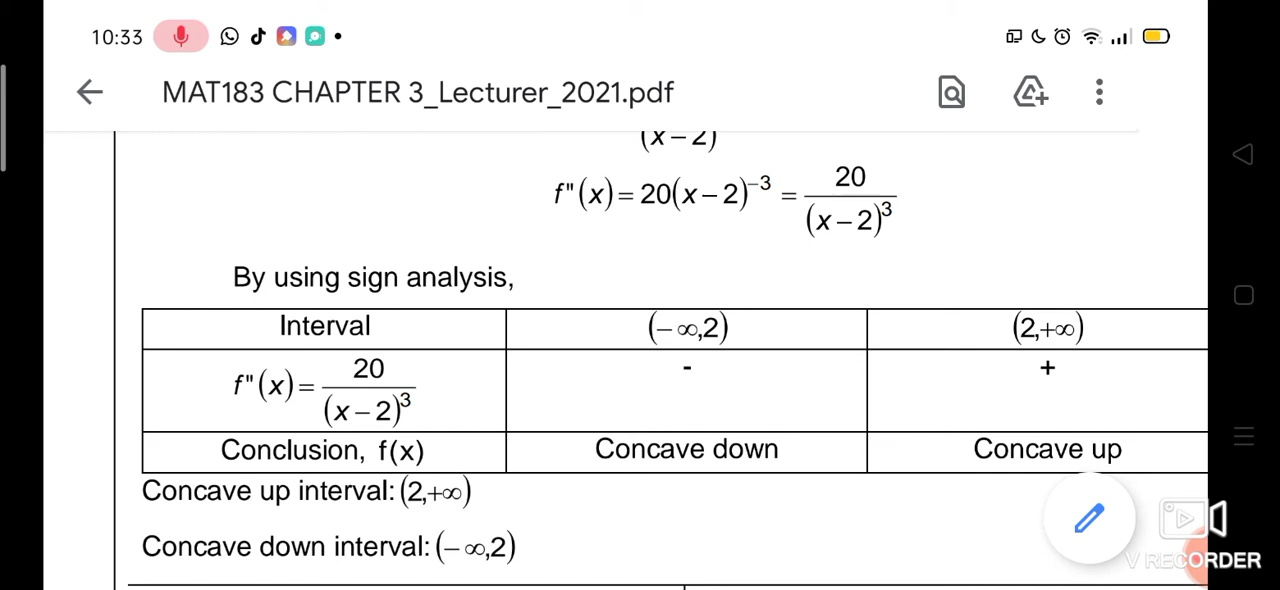 10:33
MAT183 CHAPTER 3_Lecturer_2021.pdf
(x − 2)
f"(x) = 20(x − 2)⁻³ = 20/(x − 2)³
By using sign analysis,
Interval (− ∞,2) (2,+∞)
f"(x) = 20/(x − 2)³ - +
Conclusion, f(x) Concave down Concave up
Concave up interval: (2,+∞)
Concave down interval: (− ∞,2)
V RECORDER